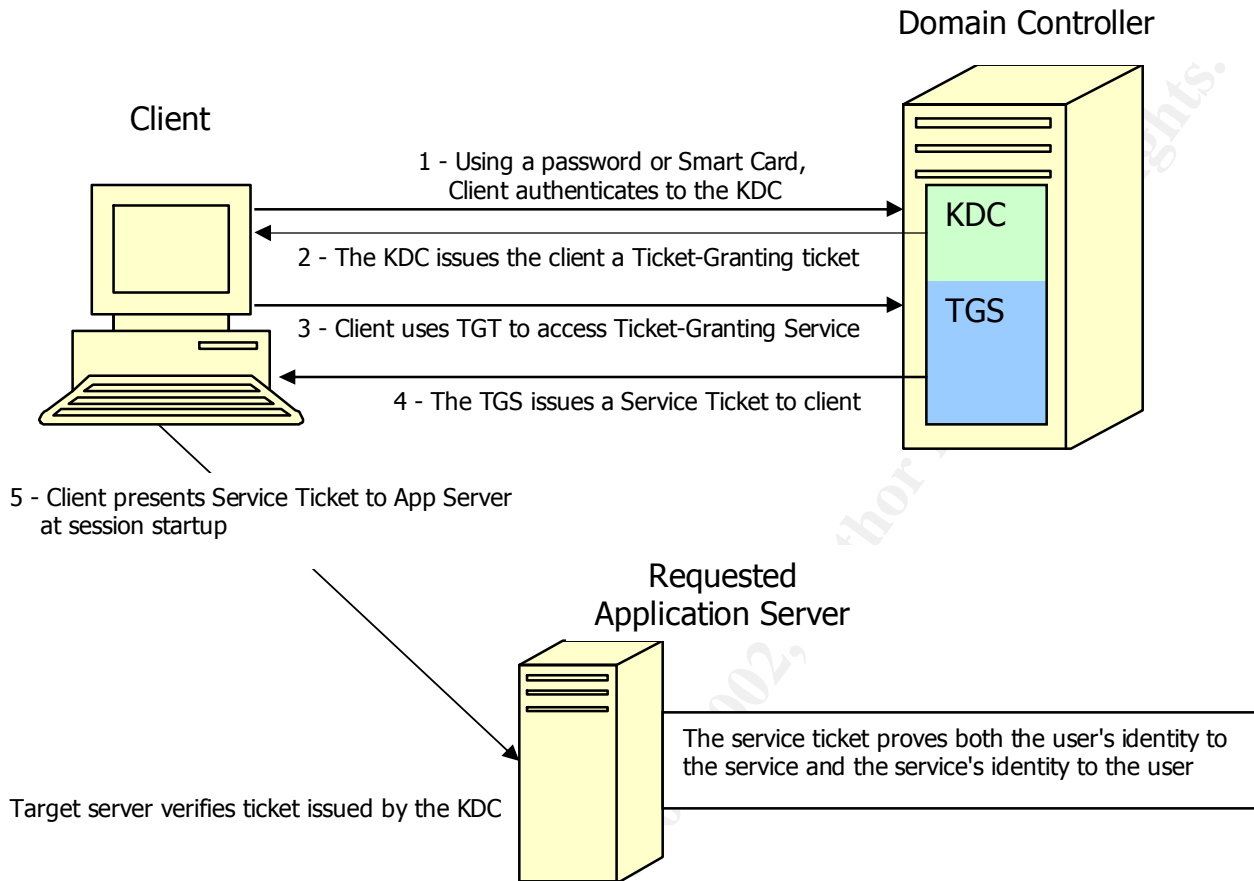 Domain Controller
Client
1 - Using a password or Smart Card,
Client authenticates to the KDC
KDC
2 - The KDC issues the client a Ticket-Granting ticket
TGS
3 - Client uses TGT to access Ticket-Granting Service
4 - The TGS issues a Service Ticket to client
5 - Client presents Service Ticket to App Server
at session startup
Requested
Application Server
The service ticket proves both the user's identity to
the service and the service's identity to the user
Target server verifies ticket issued by the KDC